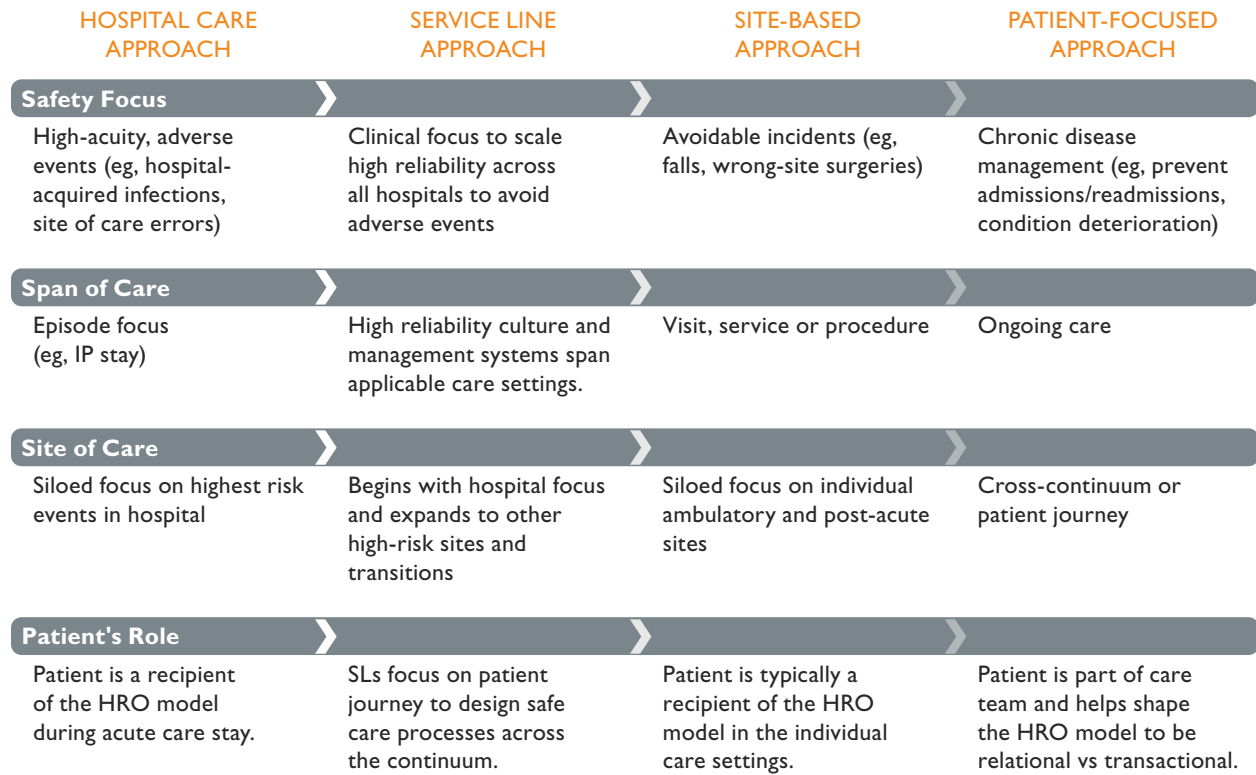 HOSPITAL CARE
APPROACH
SERVICE LINE
APPROACH
SITE-BASED
APPROACH
PATIENT-FOCUSED
APPROACH
Safety Focus
High-acuity, adverse
events (eg, hospital-
acquired infections,
site of care errors)
Clinical focus to scale
high reliability across
all hospitals to avoid
adverse events
Avoidable incidents (eg,
falls, wrong-site surgeries)
Chronic disease
management (eg, prevent
admissions/readmissions,
condition deterioration)
Span of Care
Episode focus
(eg, IP stay)
High reliability culture and
management systems span
applicable care settings.
Visit, service or procedure
Ongoing care
Site of Care
Siloed focus on highest risk
events in hospital
Begins with hospital focus
and expands to other
high-risk sites and
transitions
Siloed focus on individual
ambulatory and post-acute
sites
Cross-continuum or
patient journey
Patient's Role
Patient is a recipient
of the HRO model
during acute care stay.
SLs focus on patient
journey to design safe
care processes across
the continuum.
Patient is typically a
recipient of the HRO
model in the individual
care settings.
Patient is part of care
team and helps shape
the HRO model to be
relational vs transactional.